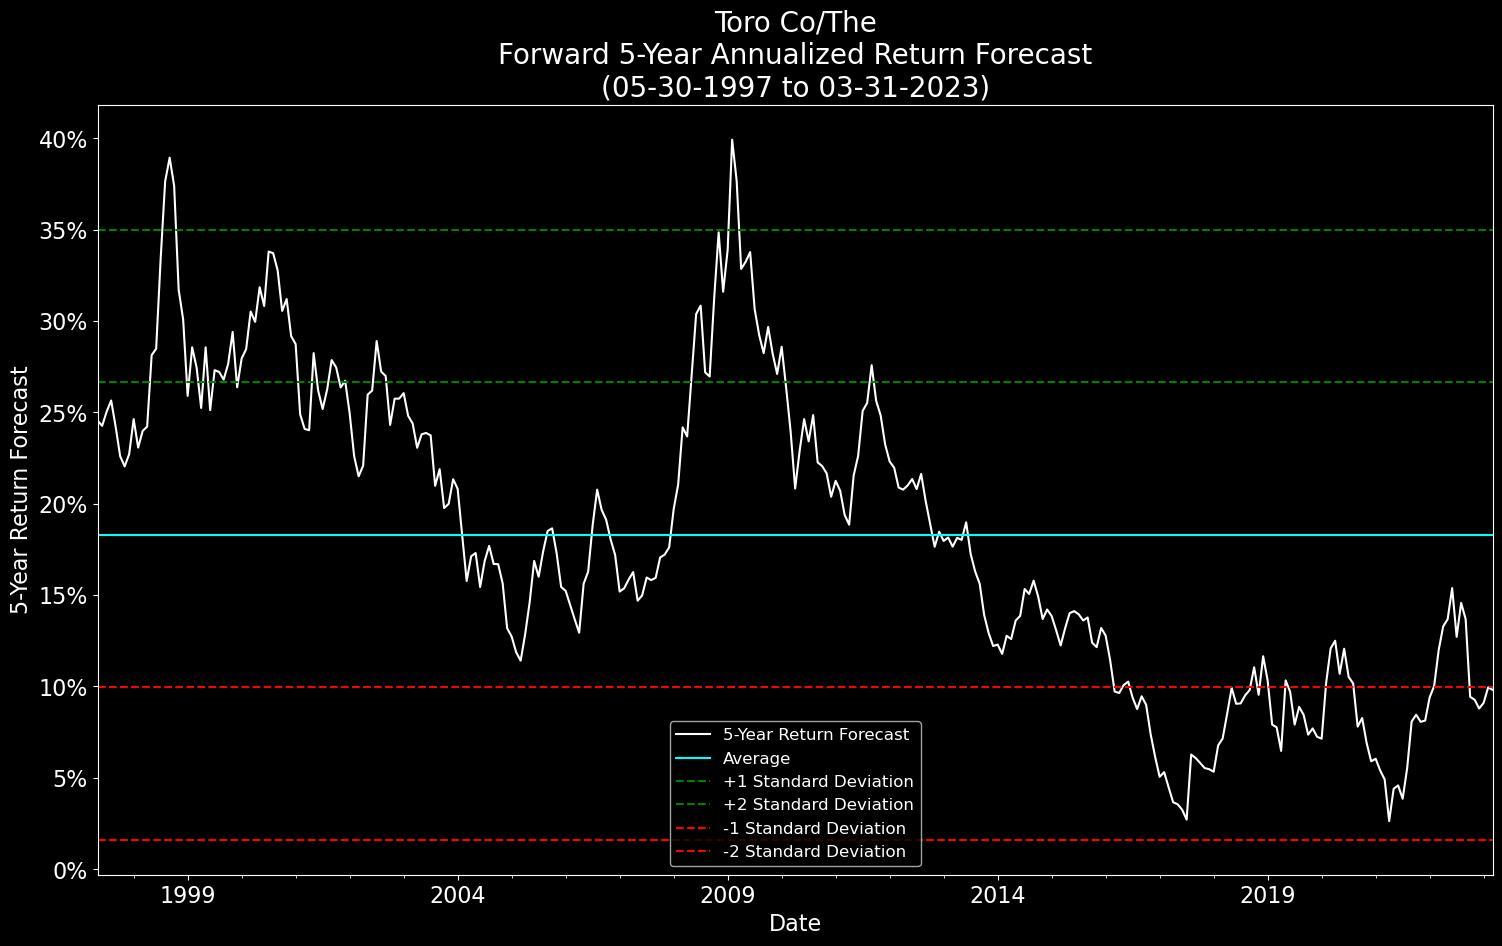 Toro Co/The
Forward 5-Year Annualized Return Forecast
(05-30-1997 to 03-31-2023)
5-Year Return Forecast
40%
35%
30%
25%
20%
15%
10%
5%
0%
5-Year Return Forecast
Average
+1 Standard Deviation
+2 Standard Deviation
-1 Standard Deviation
-2 Standard Deviation
1999 2004 2009 2014 2019
Date